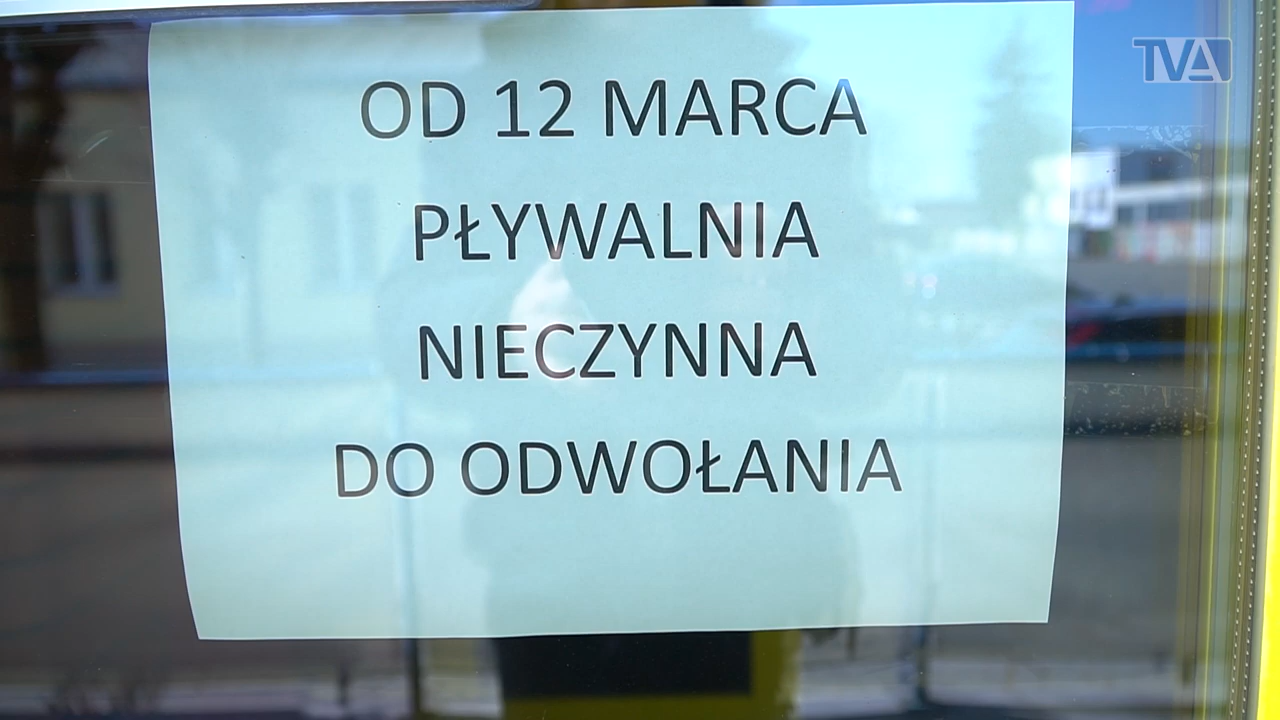 TVA
OD 12 MARCA
PŁYWALNIA
NIECZYNNA
DO ODWOŁANIA